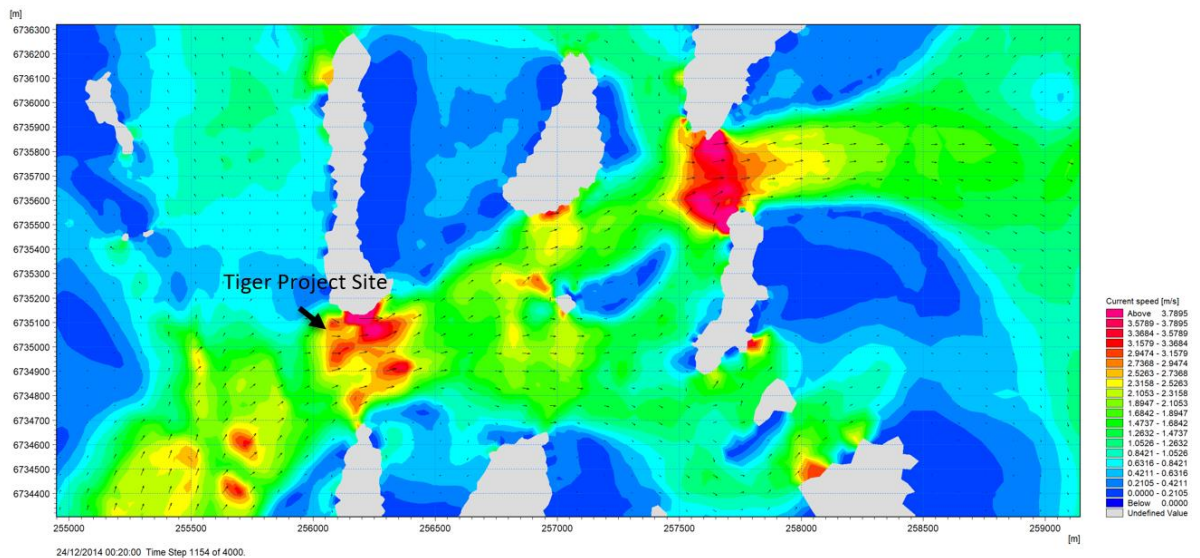 [m]
6736300
6736200
6736100
6736000
6735900
6735800
6735700
6735600
6735500
6735400
6735300
6735200
6735100
6735000
6734900
6734800
6734700
6734600
6734500
6734400
Tiger Project Site
255000 255500 256000 256500 257000 257500 258000 258500 259000
[m]
24/12/2014 00:20:00 Time Step 1154 of 4000.
Current speed [m/s]
Above 3.7895
3.5789 - 3.7895
3.3684 - 3.5789
3.1579 - 3.3684
2.9474 - 3.1579
2.7368 - 2.9474
2.5263 - 2.7368
2.3158 - 2.5263
2.1053 - 2.3158
1.8947 - 2.1053
1.6842 - 1.8947
1.4737 - 1.6842
1.2632 - 1.4737
1.0526 - 1.2632
0.8421 - 1.0526
0.6316 - 0.8421
0.4211 - 0.6316
0.2105 - 0.4211
0.0000 - 0.2105
Below 0.0000
Undefined Value